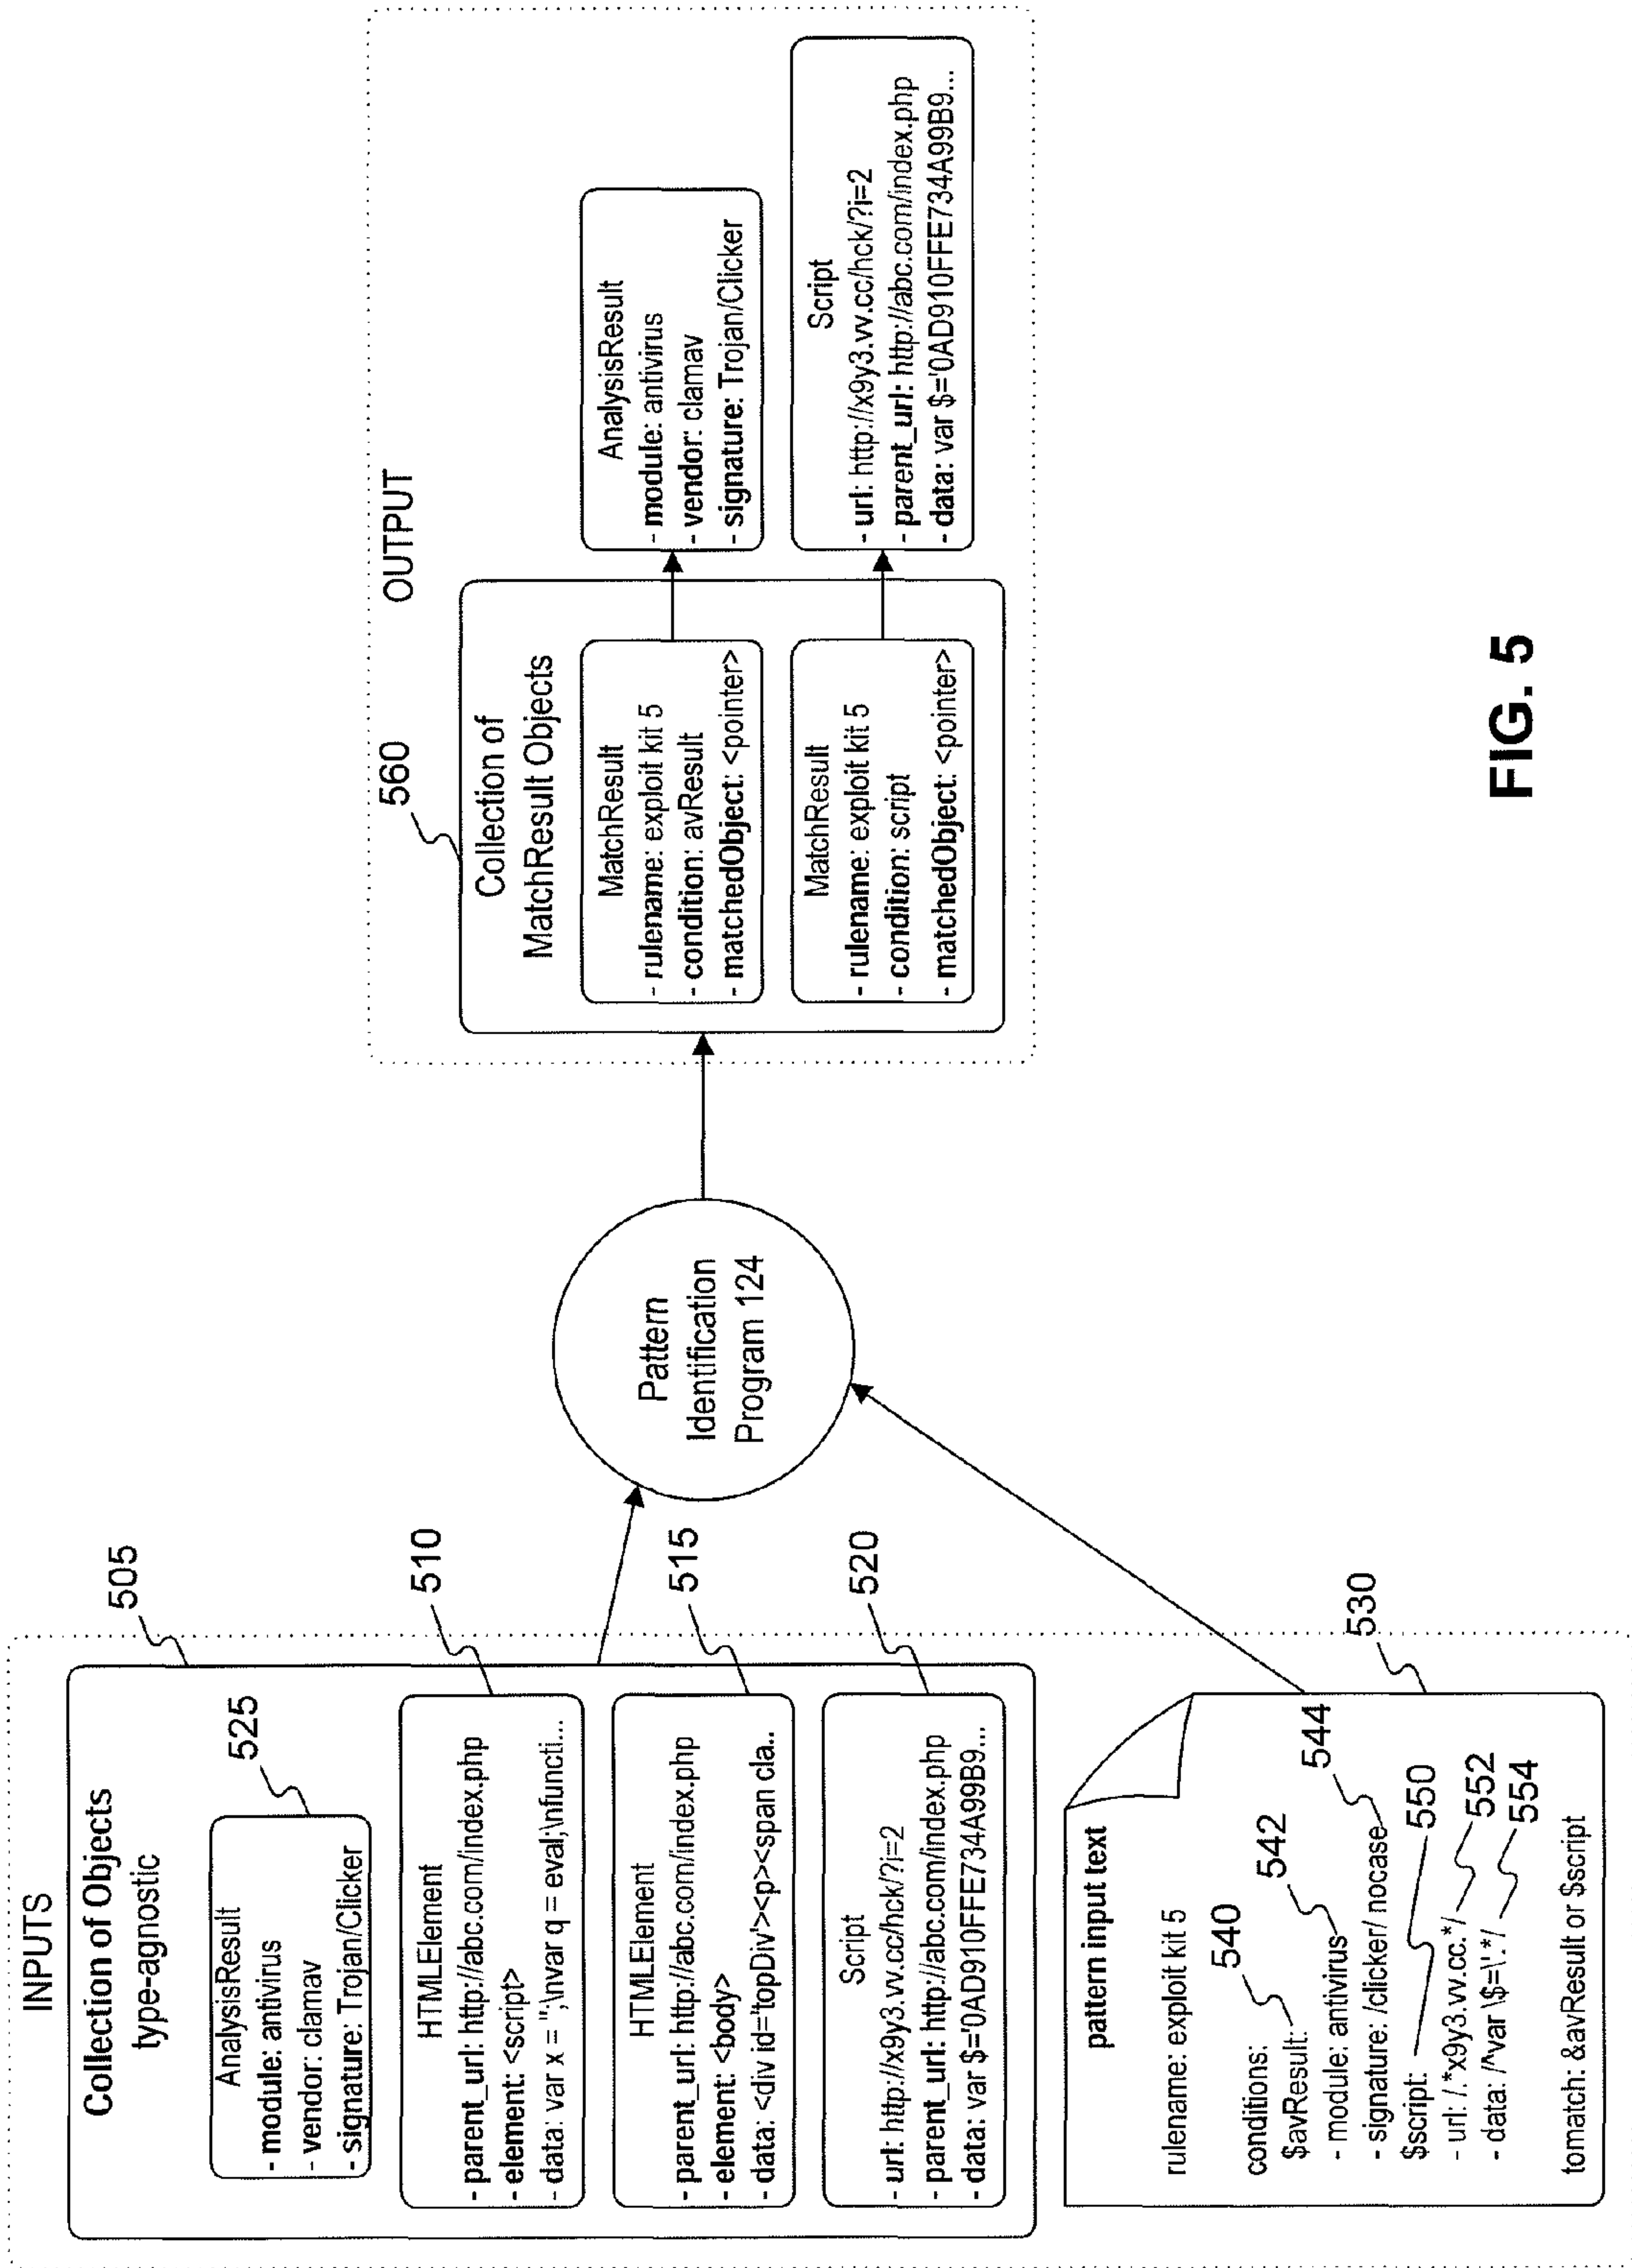 INPUTS
505
Collection of Objects
type-agnostic
525
AnalysisResult
- module: antivirus
- vendor: clamav
- signature: Trojan/Clicker
510
HTMLElement
- parent_url: http://abc.com/index.php
- element: <script>
- data: var x = '';\nvar q = eval;\nfuncti...
515
HTMLElement
- parent_url: http://abc.com/index.php
- element: <body>
- data: <div id='topDiv'><p><span cla..
520
Script
- url: http://x9y3.vv.cc/hck/?i=2
- parent_url: http://abc.com/index.php
- data: var $='0AD910FFE734A99B9...
530
pattern input text
rulename: exploit kit 5
conditions:
540
$avResult:
542
- module: antivirus
544
- signature: /clicker/ nocase
$script:
550
- url: /.*x9y3.vv.cc.*/
552
- data: /^var \$=\'.*/
554
tomatch: &avResult or $script
Pattern
Identification
Program 124
OUTPUT
560
Collection of
MatchResult Objects
MatchResult
- rulename: exploit kit 5
- condition: avResult
- matchedObject: <pointer>
MatchResult
- rulename: exploit kit 5
- condition: script
- matchedObject: <pointer>
AnalysisResult
- module: antivirus
- vendor: clamav
- signature: Trojan/Clicker
Script
- url: http://x9y3.vv.cc/hck/?i=2
- parent_url: http://abc.com/index.php
- data: var $='0AD910FFE734A99B9...
FIG. 5